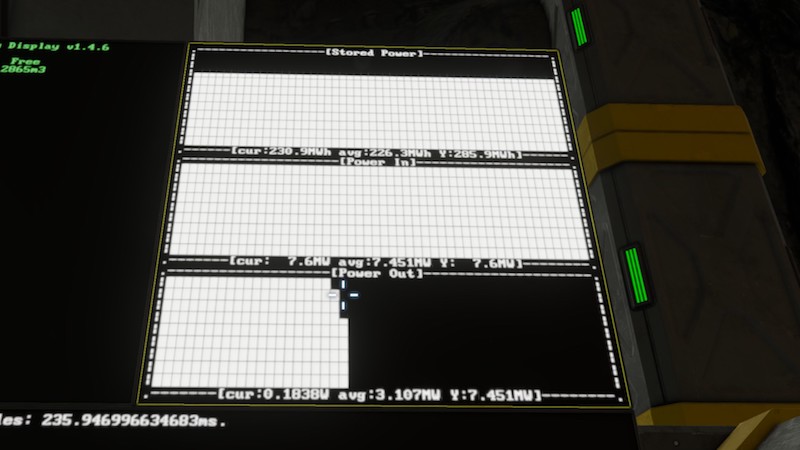 Display v1.4.6
Free
2865m3
[Stored Power]
[cur:230.9MWh avg:226.3MWh Y:285.9MWh]
[Power In]
[cur: 7.6MW avg:7.451MW Y: 7.6MW]
[Power Out]
[cur:0.1838W avg:3.107MW Y:7.451MW]
les: 235.946996634683ms.